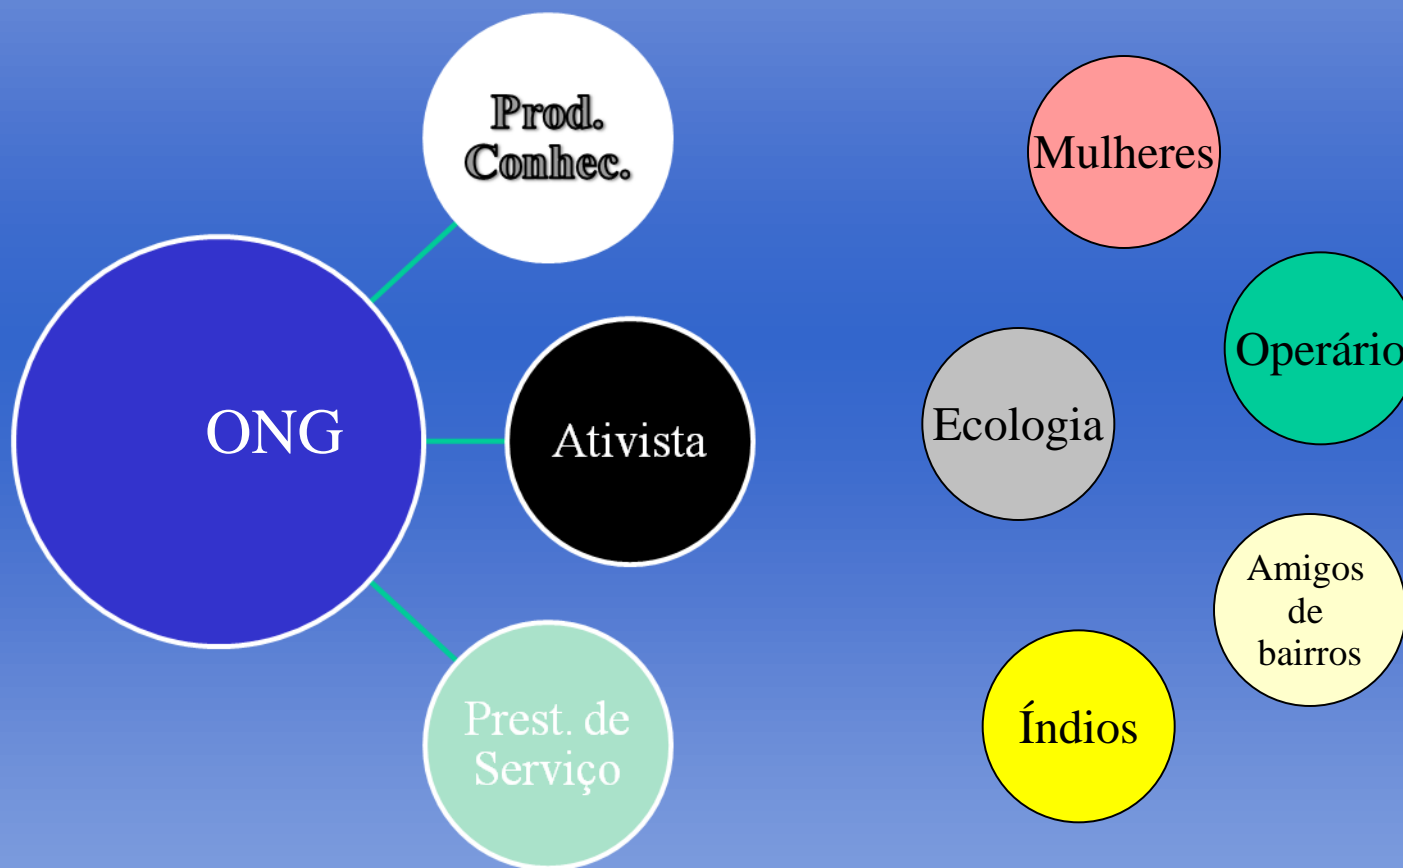 Prod.
Conhec.
ONG
Ativista
Prest. de
Serviço
Mulheres
Operário
Ecologia
Amigos
de
bairros
Índios